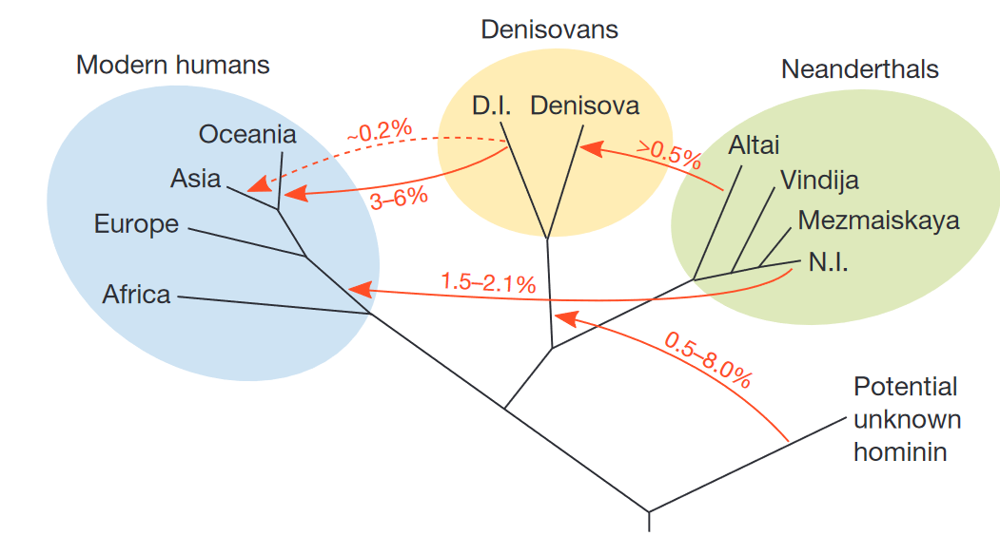 Denisovans
Modern humans
Neanderthals
D.I.
Denisova
Oceania
~0.2%
>0.5%
Altai
Asia
Vindija
3–6%
Europe
Mezmaiskaya
N.I.
1.5–2.1%
Africa
0.5–8.0%
Potential
unknown
hominin